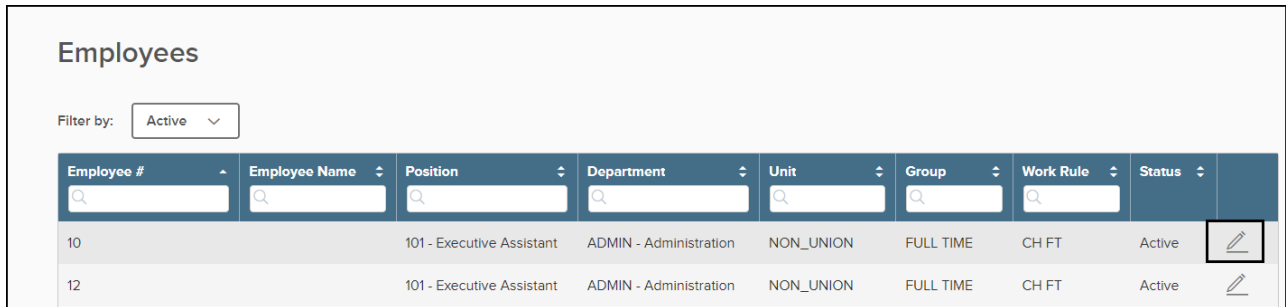 Employees
Filter by: Active
Employee # Employee Name Position Department Unit Group Work Rule Status
10 101 - Executive Assistant ADMIN - Administration NON_UNION FULL TIME CH FT Active
12 101 - Executive Assistant ADMIN - Administration NON_UNION FULL TIME CH FT Active